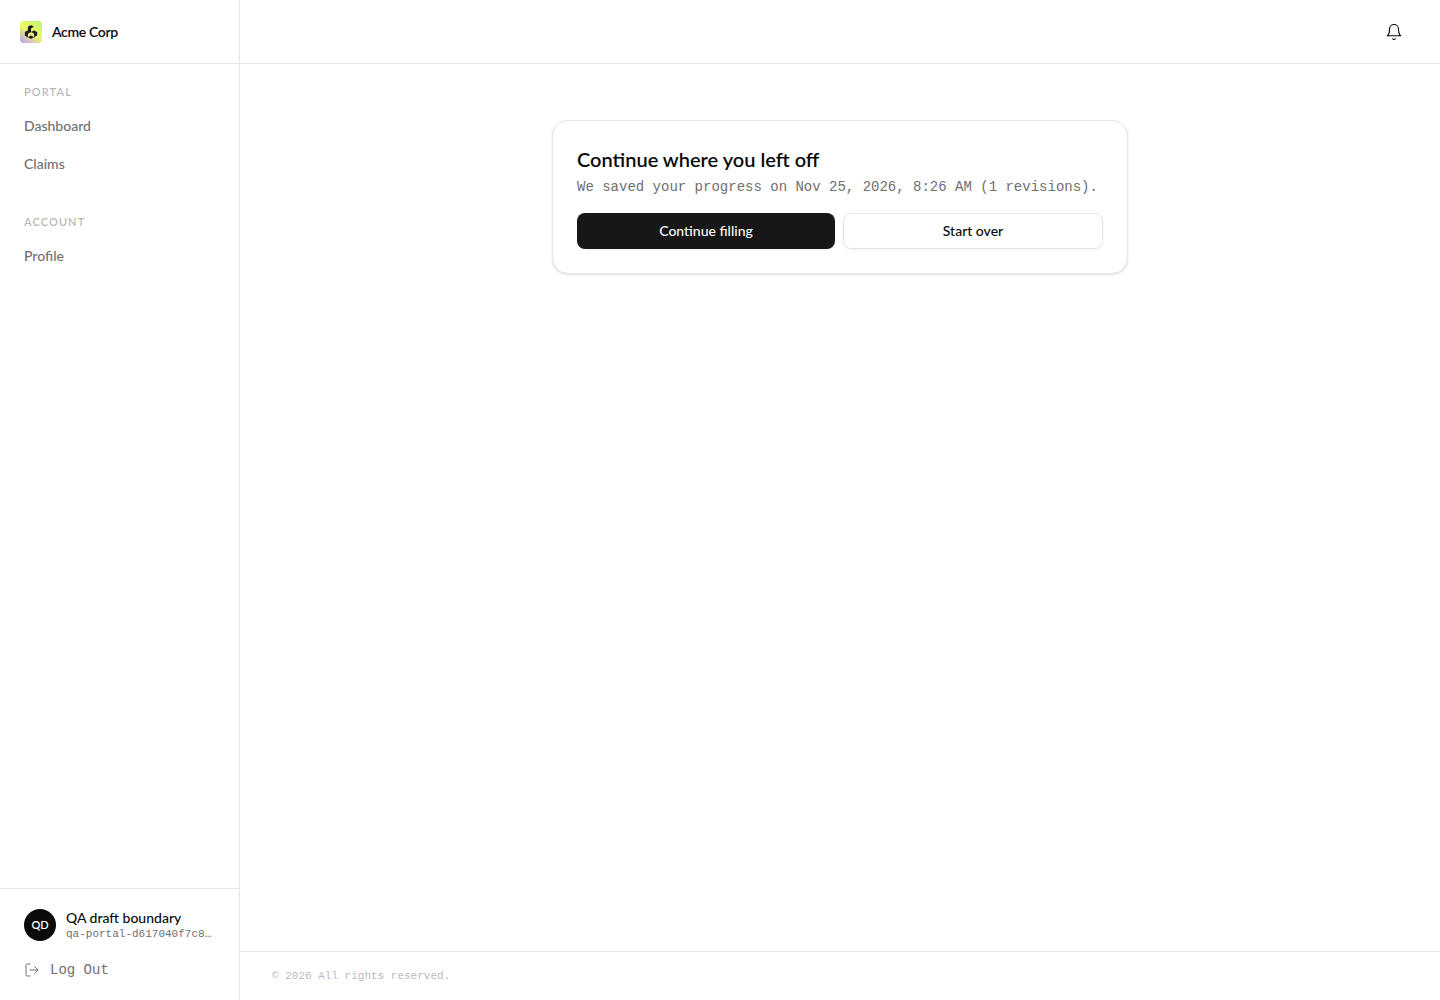 Acme Corp
PORTAL
Dashboard
Claims
ACCOUNT
Profile
Continue where you left off
We saved your progress on Nov 25, 2026, 8:26 AM (1 revisions).
Continue filling
Start over
QD
QA draft boundary
qa-portal-d617040f7c8…
Log Out
© 2026 All rights reserved.